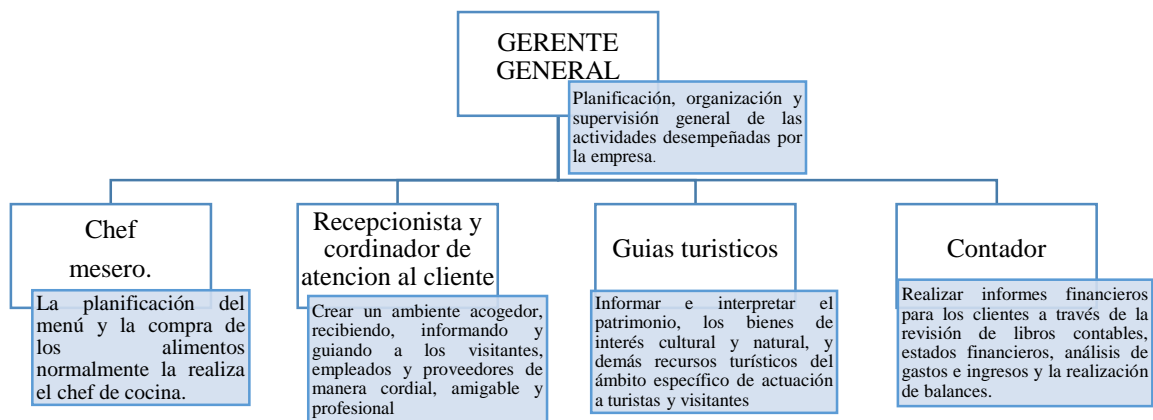 GERENTE
GENERAL
Planificación, organización y
supervisión general de las
actividades desempeñadas por
la empresa.
Chef
mesero.
La planificación del
menú y la compra de
los alimentos
normalmente la realiza
el chef de cocina.
Recepcionista y
cordinador de
atencion al cliente
Crear un ambiente acogedor,
recibiendo, informando y
guiando a los visitantes,
empleados y proveedores de
manera cordial, amigable y
profesional
Guias turisticos
Informar e interpretar el
patrimonio, los bienes de
interés cultural y natural, y
demás recursos turísticos del
ámbito específico de actuación
a turistas y visitantes
Contador
Realizar informes financieros
para los clientes a través de la
revisión de libros contables,
estados financieros, análisis de
gastos e ingresos y la realización
de balances.